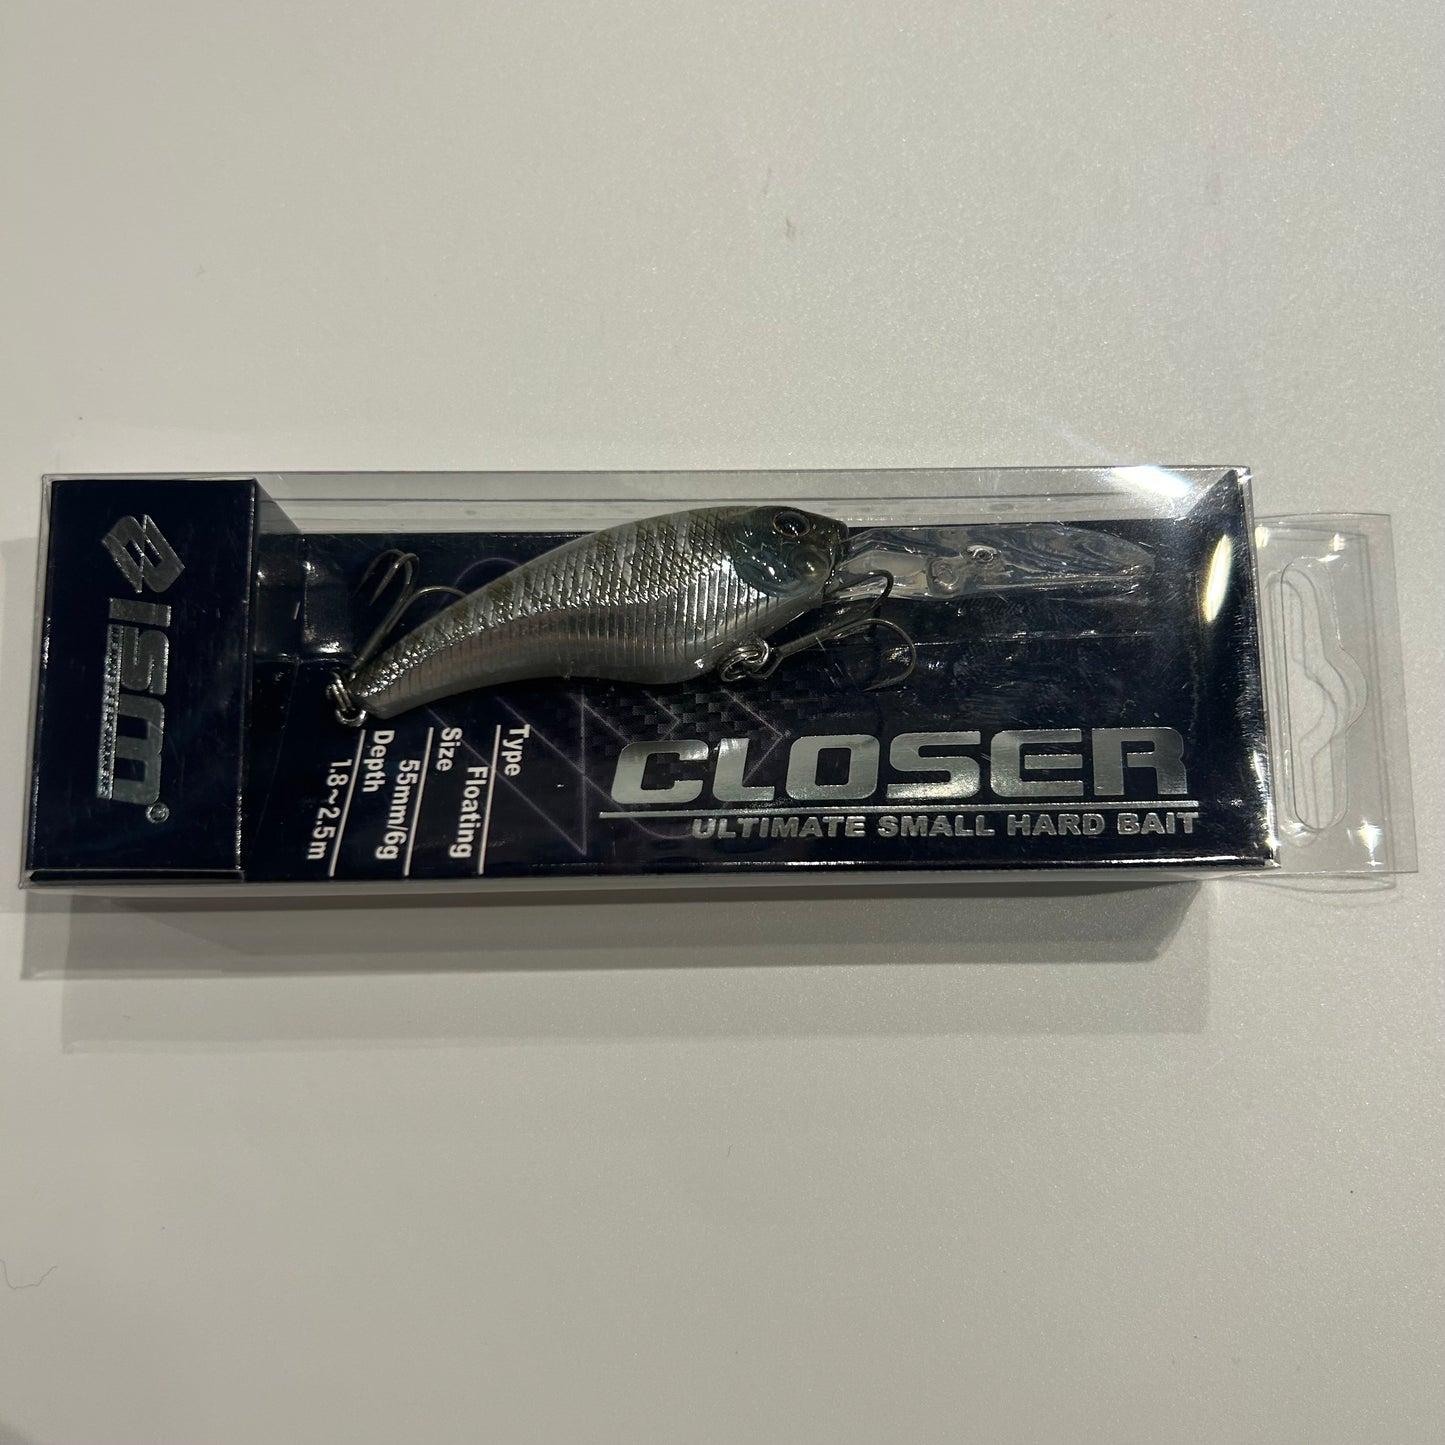 ism®
CLOSER
ULTIMATE SMALL HARD BAIT
Type
Floating
Size
55mm/6g
Depth
1.8~2.5m